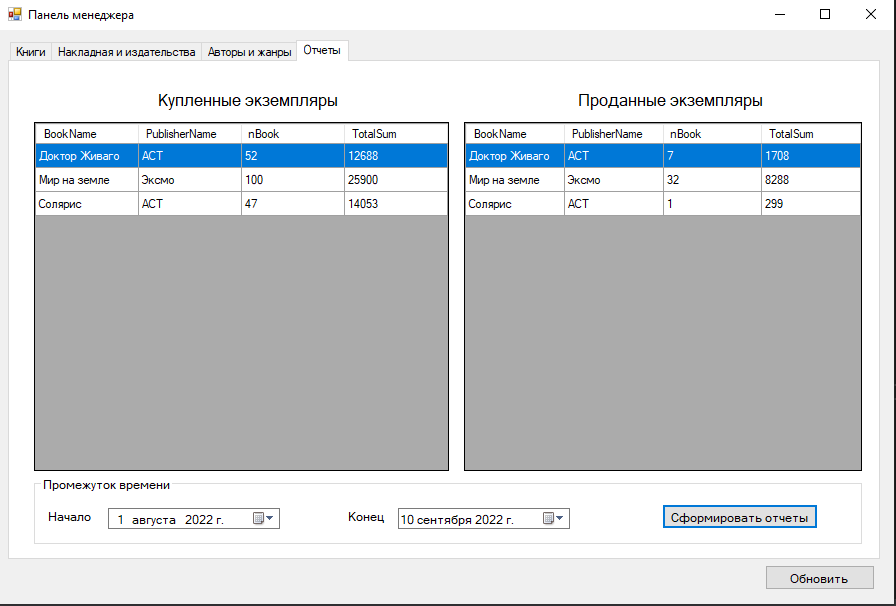 Панель менеджера
Книги Накладная и издательства Авторы и жанры Отчеты
Купленные экземпляры Проданные экземпляры
BookName PublisherName nBook TotalSum BookName PublisherName nBook TotalSum
Доктор Живаго АСТ 52 12688 Доктор Живаго АСТ 7 1708
Мир на земле Эксмо 100 25900 Мир на земле Эксмо 32 8288
Солярис АСТ 47 14053 Солярис АСТ 1 299
Промежуток времени
Начало 1 августа 2022 г. Конец 10 сентября 2022 г. Сформировать отчеты
Обновить